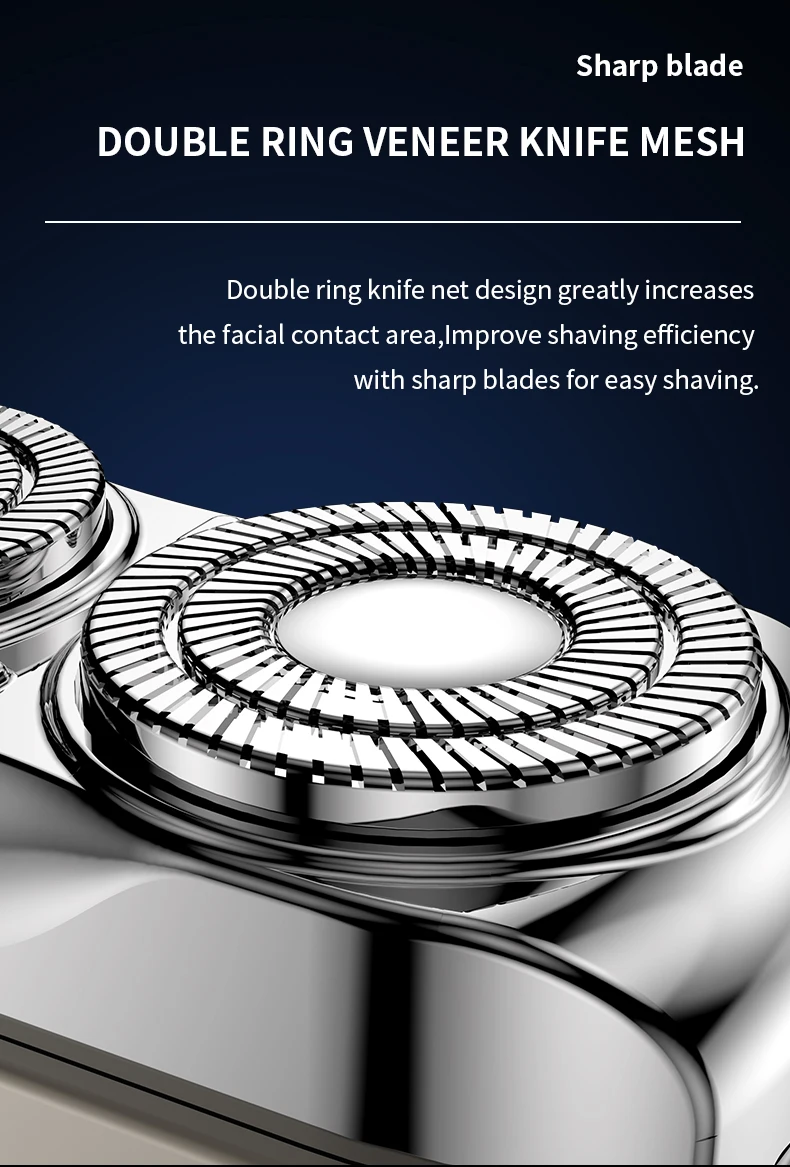 Sharp blade
DOUBLE RING VENEER KNIFE MESH
Double ring knife net design greatly increases
the facial contact area,Improve shaving efficiency
with sharp blades for easy shaving.